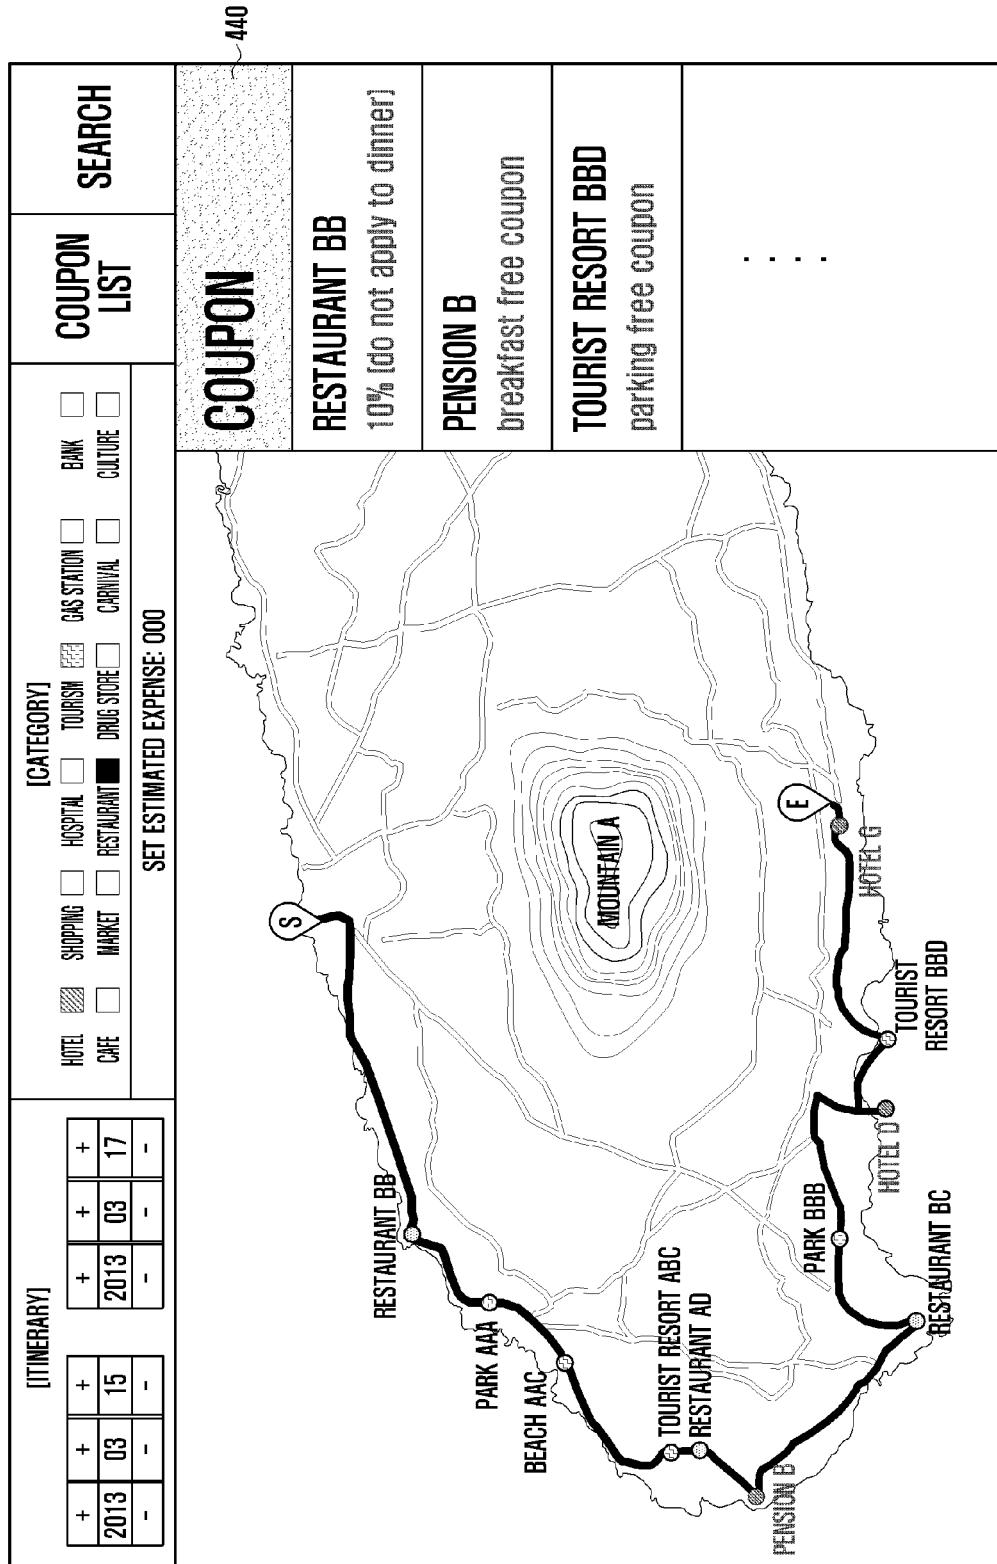 [ITINERARY]
+ + + + + +
2013 03 15 2013 03 17
- - - - - -
[CATEGORY]
HOTEL SHOPPING HOSPITAL TOURISM GAS STATION BANK
CAFE MARKET RESTAURANT DRUG STORE CARNIVAL CULTURE
SET ESTIMATED EXPENSE: 000
COUPON
LIST
SEARCH
440
COUPON
RESTAURANT BB
10% (do not apply to dinner)
PENSION B
breakfast free coupon
TOURIST RESORT BBD
parking free coupon
. . . .
S
RESTAURANT BB
PARK AAA
BEACH AAC
TOURIST RESORT ABC
RESTAURANT AD
PENSION B
MOUNTAIN A
E
HOTEL G
TOURIST
RESORT BBD
HOTEL D
PARK BBB
RESTAURANT BC